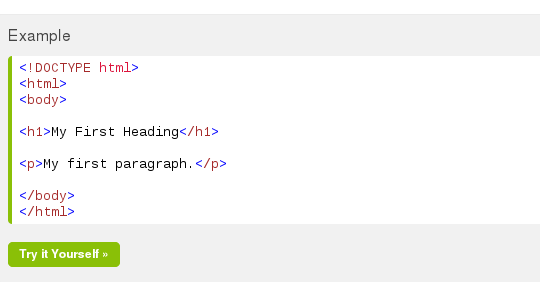 Example
<!DOCTYPE html>
<html>
<body>
<h1>My First Heading</h1>
<p>My first paragraph.</p>
</body>
</html>
Try it Yourself »